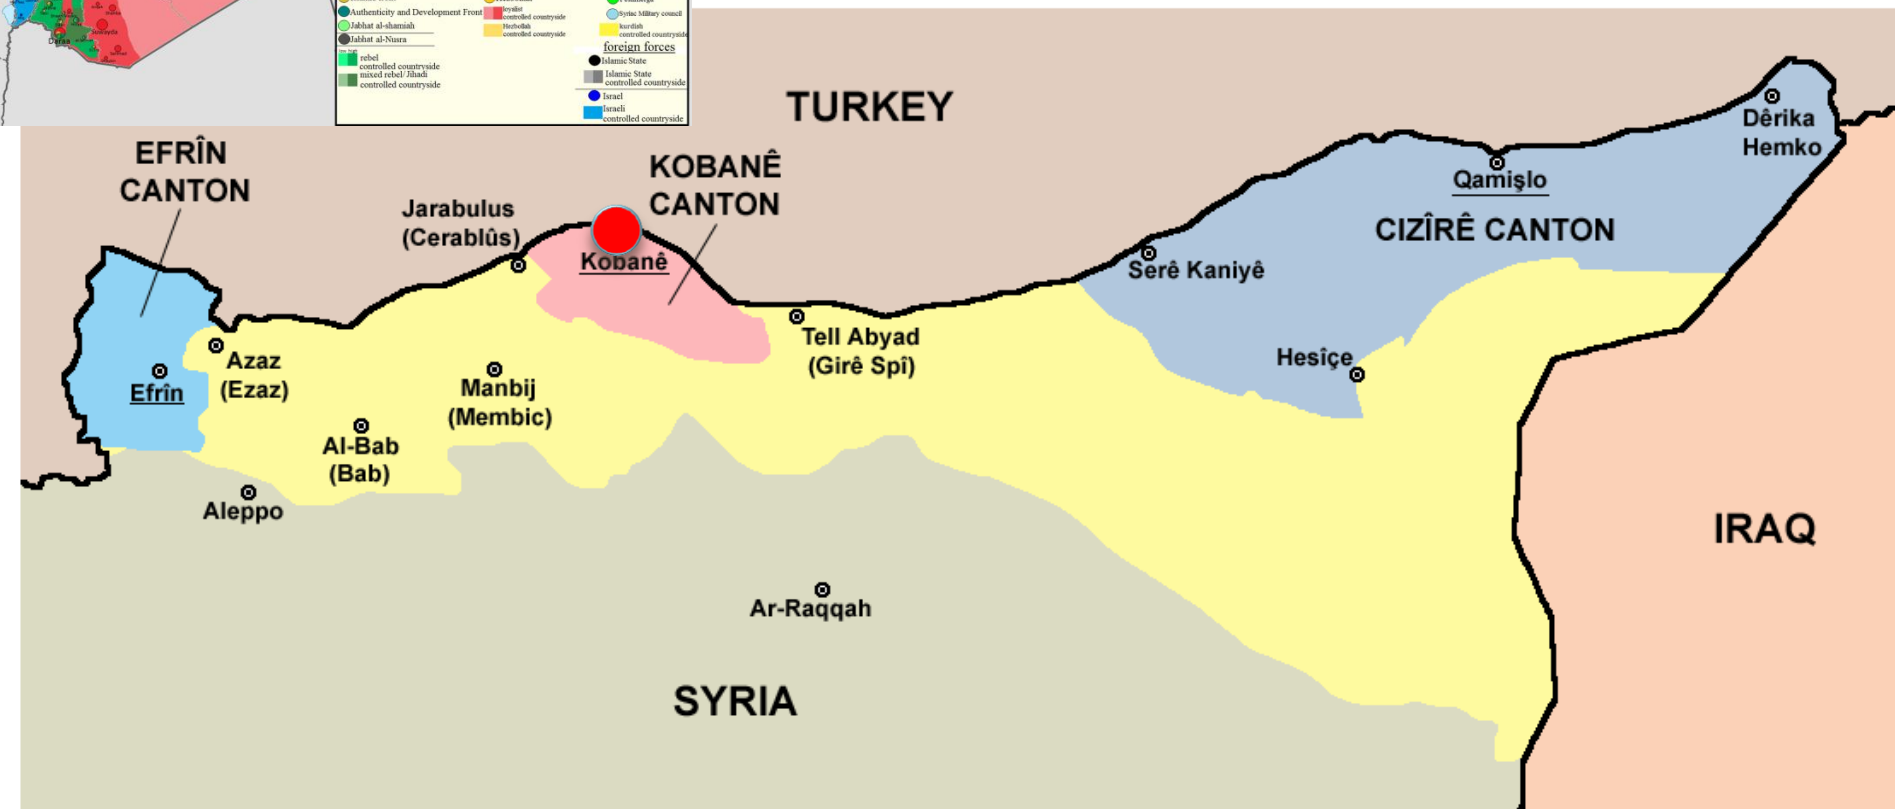 Authenticity and Development Front
Jabhat al-shamiah
Jabhat al-Nusra
rebel
controlled countryside
mixed rebel/Jihadi
controlled countryside
loyalist
controlled countryside
Hezbollah
controlled countryside
Syriac Military council
kurdish
controlled countryside
foreign forces
Islamic State
Islamic State
controlled countryside
Israel
Israeli
controlled countryside
TURKEY
EFRÎN
CANTON
KOBANÊ
CANTON
Jarabulus
(Cerablûs)
Kobanê
Dêrika
Hemko
Qamişlo
CIZÎRÊ CANTON
Serê Kaniyê
Tell Abyad
(Girê Spî)
Hesîçe
Azaz
(Ezaz)
Efrîn
Manbij
(Membic)
Al-Bab
(Bab)
Aleppo
Ar-Raqqah
IRAQ
SYRIA